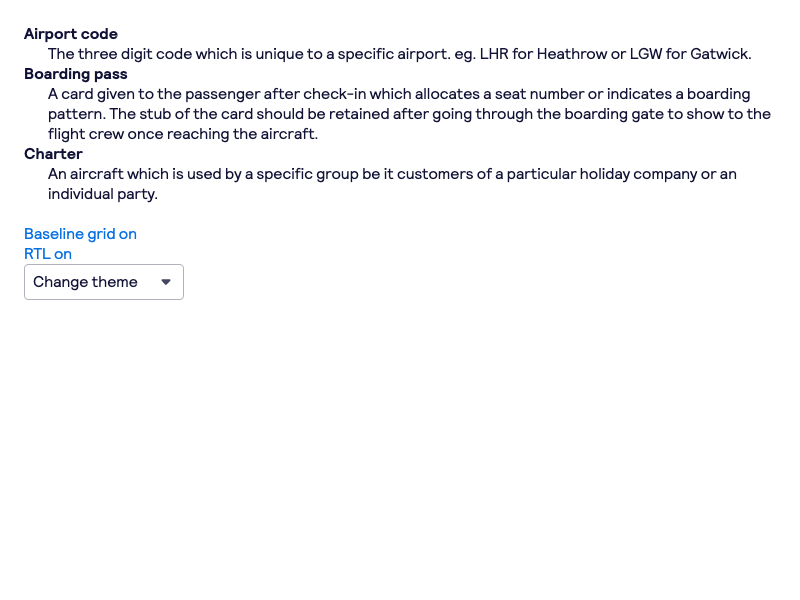 Airport code
The three digit code which is unique to a specific airport. eg. LHR for Heathrow or LGW for Gatwick.
Boarding pass
A card given to the passenger after check-in which allocates a seat number or indicates a boarding
pattern. The stub of the card should be retained after going through the boarding gate to show to the
flight crew once reaching the aircraft.
Charter
An aircraft which is used by a specific group be it customers of a particular holiday company or an
individual party.
Baseline grid on
RTL on
Change theme